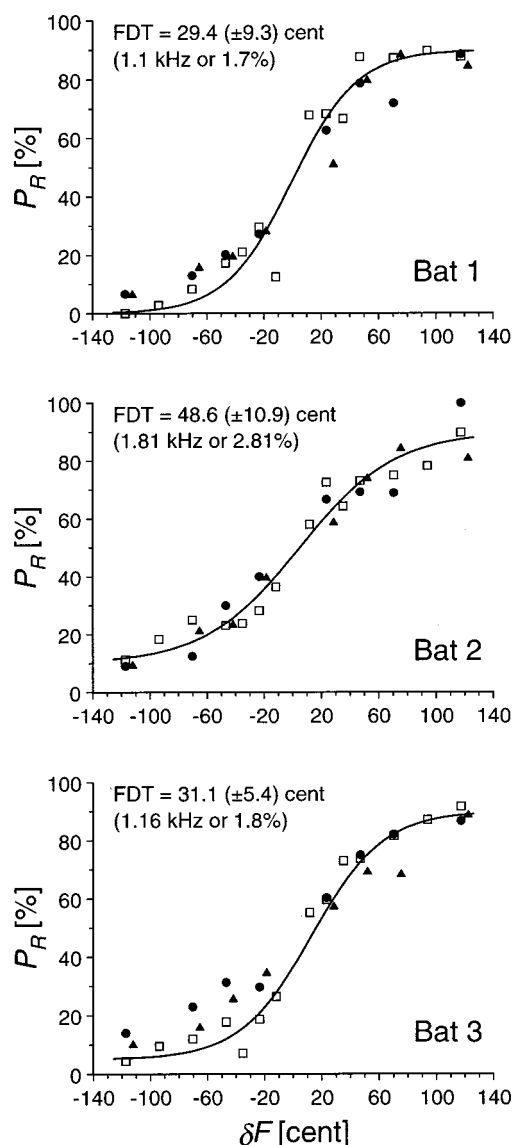 FDT = 29.4 (±9.3) cent
(1.1 kHz or 1.7%)
100
80
60
40
20
0
P_R [%]
Bat 1
-140 -100 -60 -20 20 60 100 140
FDT = 48.6 (±10.9) cent
(1.81 kHz or 2.81%)
100
80
60
40
20
0
P_R [%]
Bat 2
-140 -100 -60 -20 20 60 100 140
FDT = 31.1 (±5.4) cent
(1.16 kHz or 1.8%)
100
80
60
40
20
0
P_R [%]
Bat 3
-140 -100 -60 -20 20 60 100 140
δF [cent]